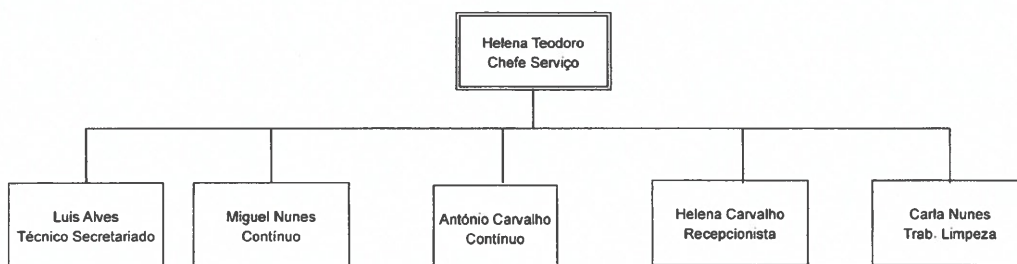 Helena Teodoro
Chefe Serviço
Luis Alves
Técnico Secretariado
Miguel Nunes
Contínuo
António Carvalho
Contínuo
Helena Carvalho
Recepcionista
Carla Nunes
Trab. Limpeza